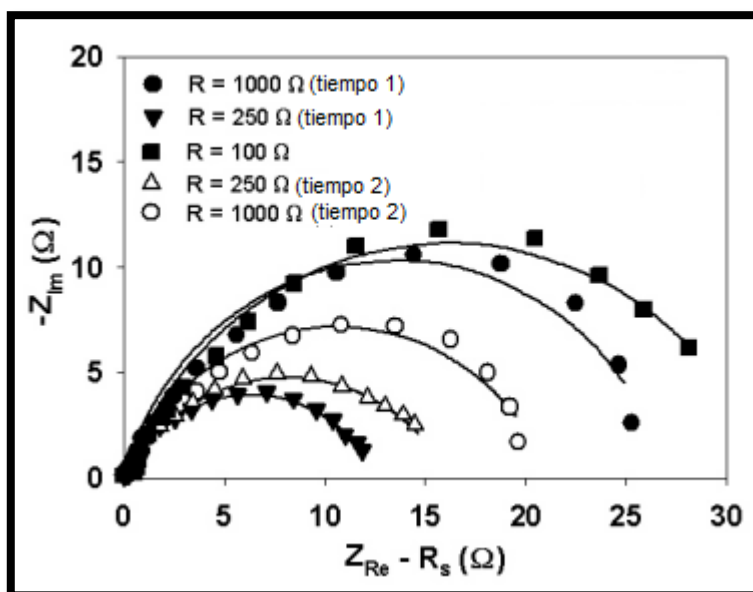 20
15
10
5
0
-Z_Im (Ω)
R = 1000 Ω (tiempo 1)
R = 250 Ω (tiempo 1)
R = 100 Ω
R = 250 Ω (tiempo 2)
R = 1000 Ω (tiempo 2)
0 5 10 15 20 25 30
Z_Re - R_s (Ω)